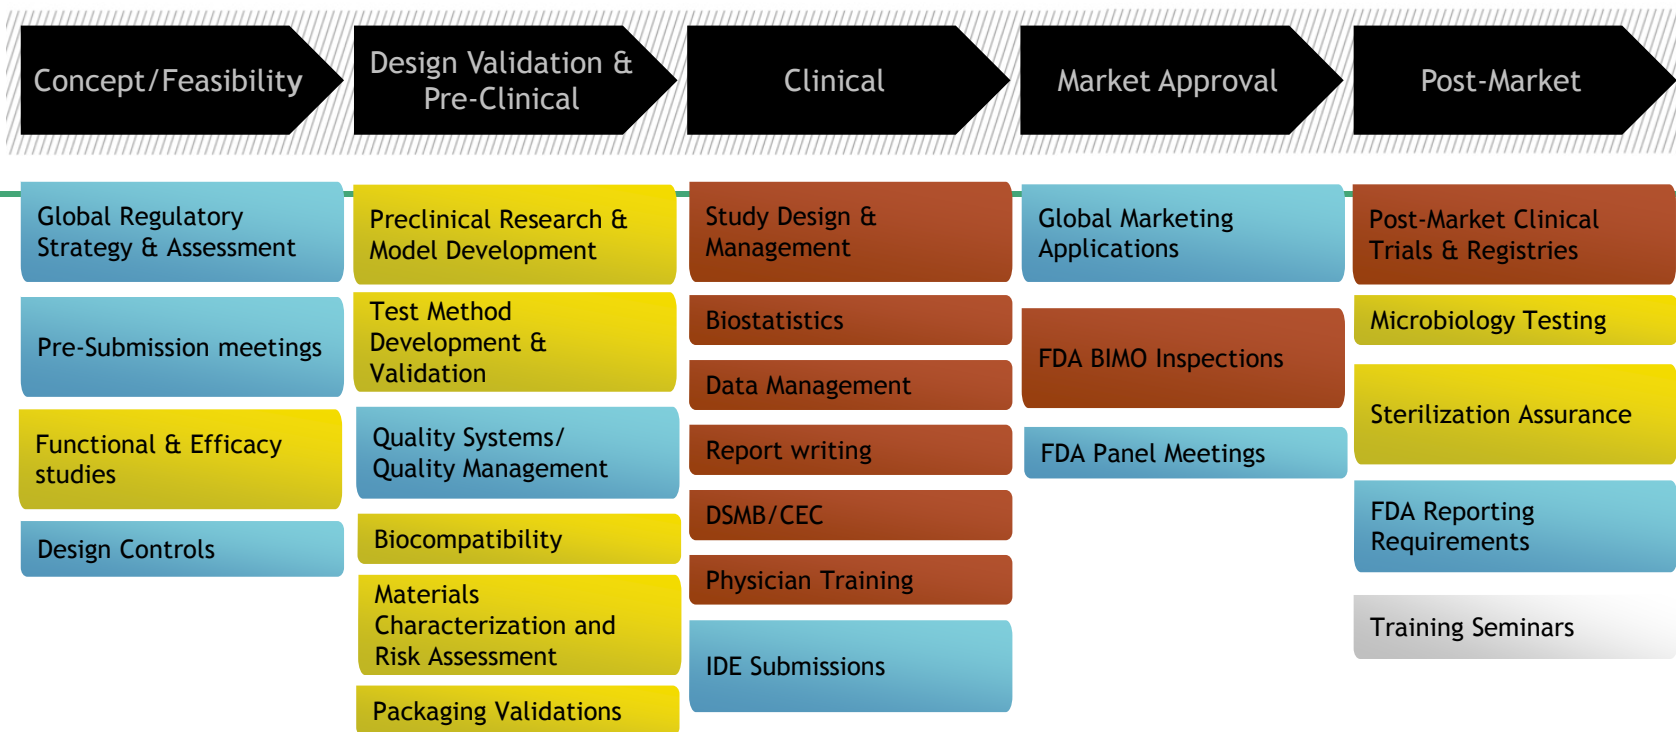 Concept/Feasibility
Design Validation &
Pre-Clinical
Clinical
Market Approval
Post-Market
Global Regulatory
Strategy & Assessment
Pre-Submission meetings
Functional & Efficacy
studies
Design Controls
Preclinical Research &
Model Development
Test Method
Development &
Validation
Quality Systems/
Quality Management
Biocompatibility
Materials
Characterization and
Risk Assessment
Packaging Validations
Study Design &
Management
Biostatistics
Data Management
Report writing
DSMB/CEC
Physician Training
IDE Submissions
Global Marketing
Applications
FDA BIMO Inspections
FDA Panel Meetings
Post-Market Clinical
Trials & Registries
Microbiology Testing
Sterilization Assurance
FDA Reporting
Requirements
Training Seminars